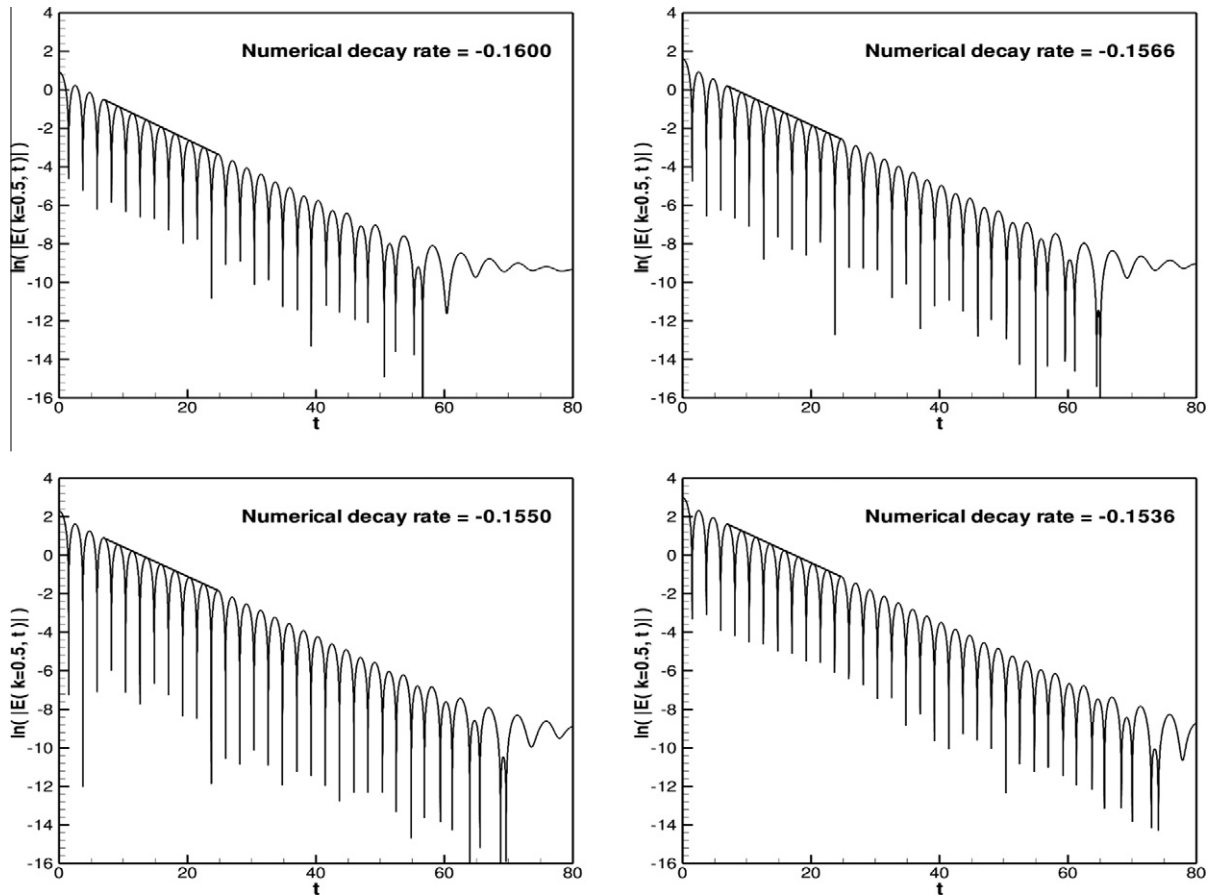 4
2
0
-2
-4
-6
-8
-10
-12
-14
-16
ln( |E( k=0.5, t )| )
Numerical decay rate = -0.1600
0 20 40 60 80
t
4
2
0
-2
-4
-6
-8
-10
-12
-14
-16
ln( |E( k=0.5, t )| )
Numerical decay rate = -0.1566
0 20 40 60 80
t
4
2
0
-2
-4
-6
-8
-10
-12
-14
-16
ln( |E( k=0.5, t )| )
Numerical decay rate = -0.1550
0 20 40 60 80
t
4
2
0
-2
-4
-6
-8
-10
-12
-14
-16
ln( |E( k=0.5, t )| )
Numerical decay rate = -0.1536
0 20 40 60 80
t